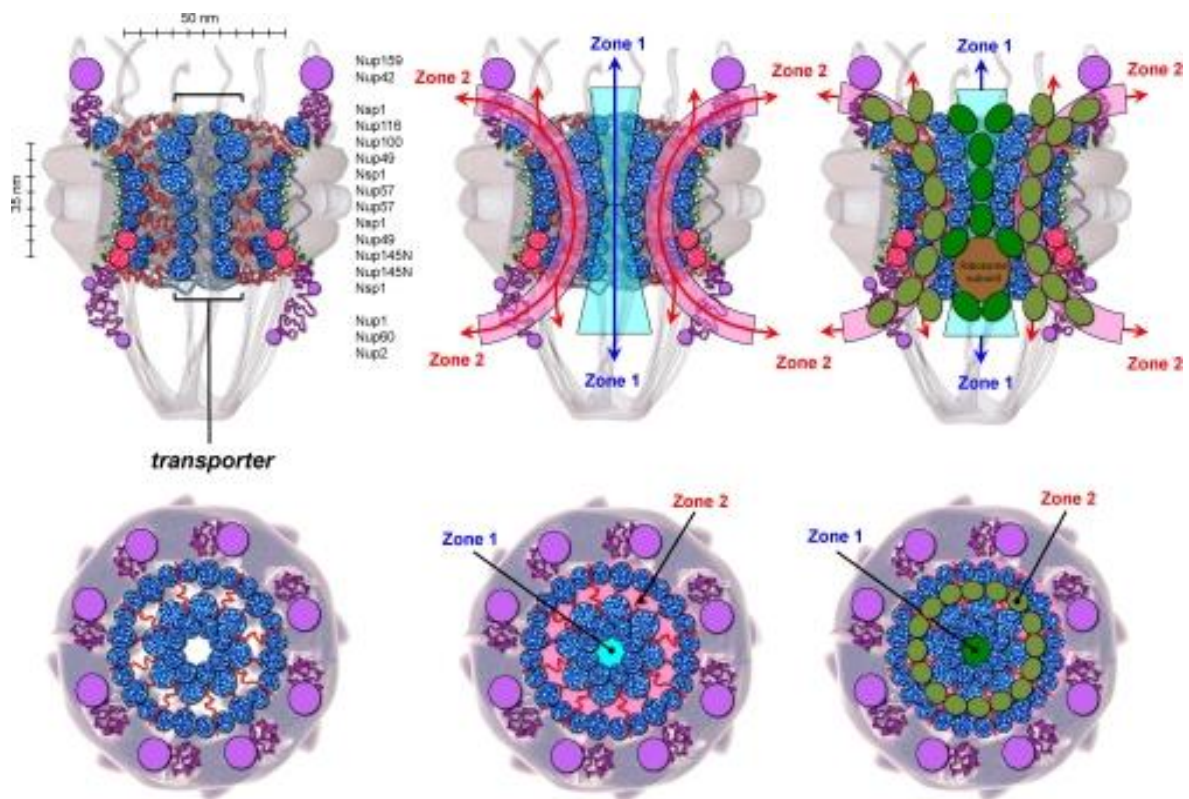 50 nm
35 nm
Nup159
Nup42
Nsp1
Nup116
Nup100
Nup49
Nsp1
Nup57
Nup57
Nsp1
Nup49
Nup145N
Nup145N
Nsp1
Nup1
Nup60
Nup2
transporter
Zone 1
Zone 2
Zone 2
Zone 2
Zone 2
Zone 1
Zone 1
Zone 2
Zone 2
subunit
Zone 2
Zone 2
Zone 1
Zone 1
Zone 2
Zone 1
Zone 2